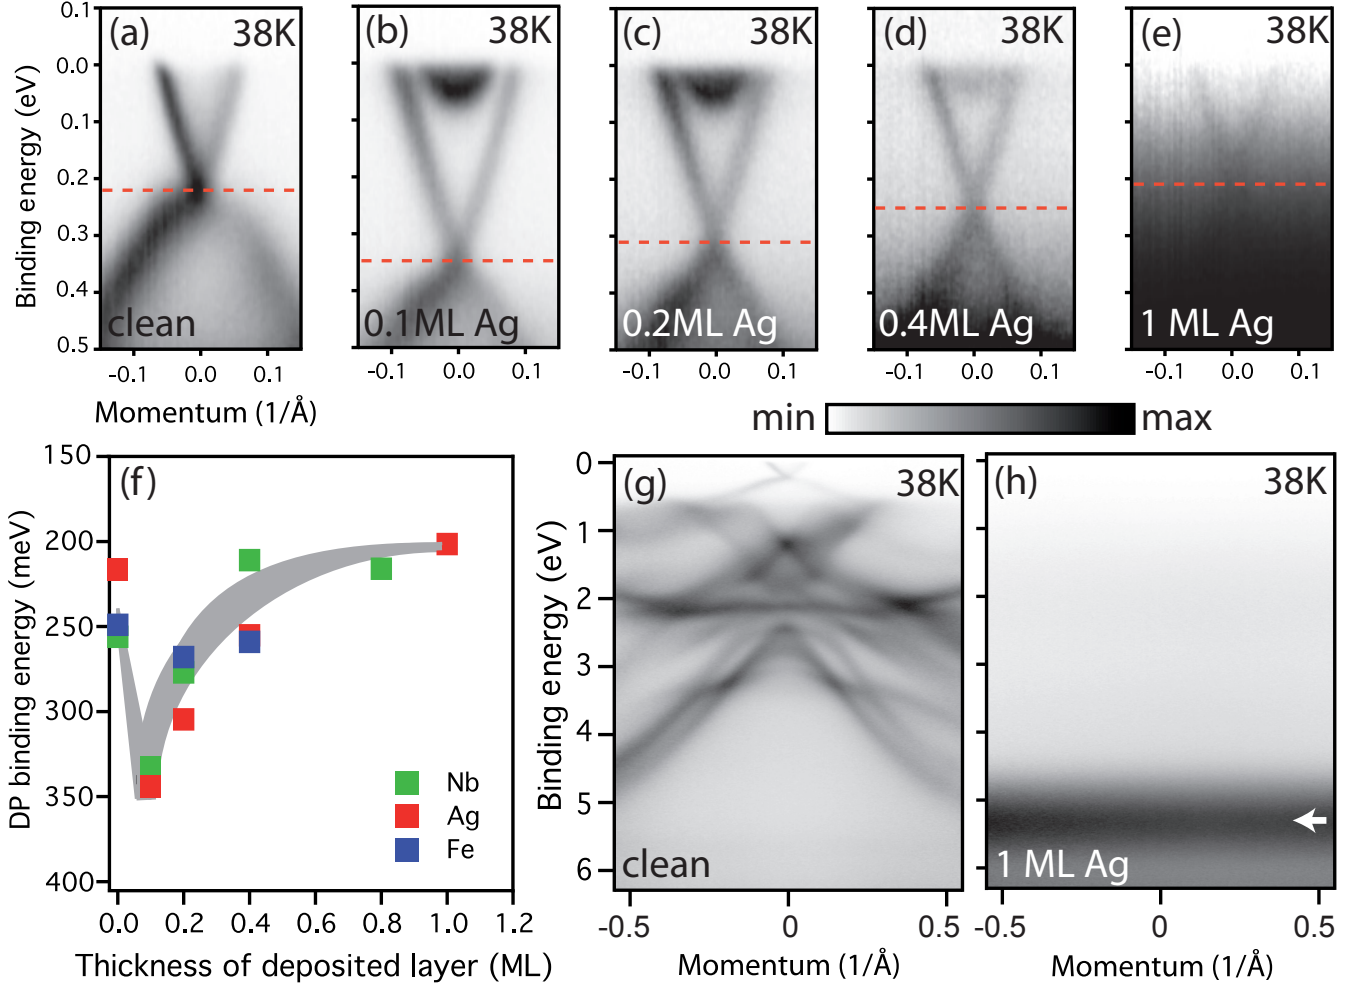 (a) 38K
(b) 38K
(c) 38K
(d) 38K
(e) 38K
0.1
0.0
0.1
0.2
0.3
0.4
0.5
Binding energy (eV)
clean
0.1ML Ag
0.2ML Ag
0.4ML Ag
1 ML Ag
-0.1 0.0 0.1
-0.1 0.0 0.1
-0.1 0.0 0.1
-0.1 0.0 0.1
-0.1 0.0 0.1
Momentum (1/Å)
min max
(f)
150
200
250
300
350
400
DP binding energy (meV)
Nb
Ag
Fe
0.0 0.2 0.4 0.6 0.8 1.0 1.2
Thickness of deposited layer (ML)
(g) 38K
0
1
2
3
4
5
6
Binding energy (eV)
clean
-0.5 0 0.5
Momentum (1/Å)
(h) 38K
1 ML Ag
-0.5 0 0.5
Momentum (1/Å)